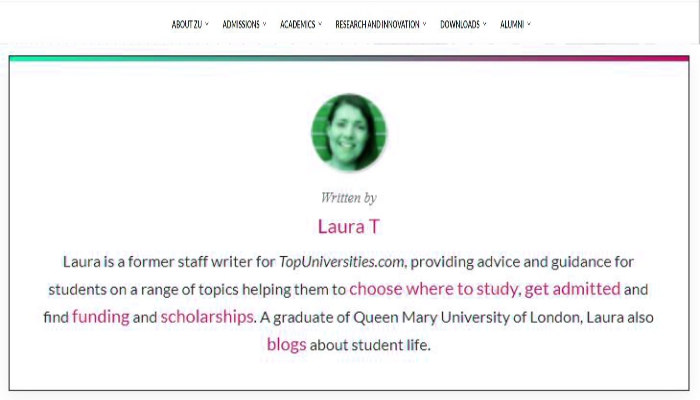 ABOUT ZU ADMISSIONS ACADEMICS RESEARCH AND INNOVATION DOWNLOADS ALUMNI
Written by
Laura T
Laura is a former staff writer for TopUniversities.com, providing advice and guidance for
students on a range of topics helping them to choose where to study, get admitted and
find funding and scholarships. A graduate of Queen Mary University of London, Laura also
blogs about student life.